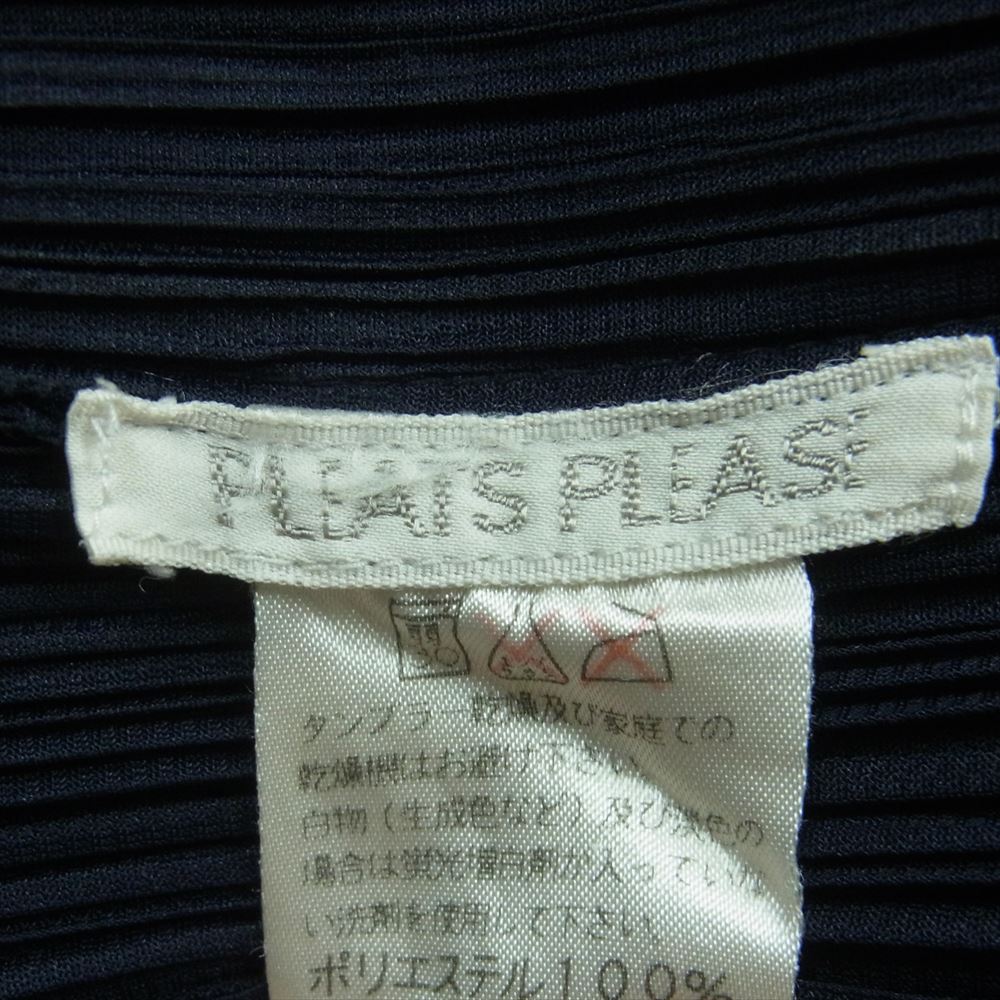 PLEATS PLEASE
タンブラー乾燥及び家庭での
乾燥機はお避け下さい。
白物(生成色など)及び淡色の
場合は蛍光増白剤が入っていな
い洗剤を使用して下さい。
ポリエステル100%